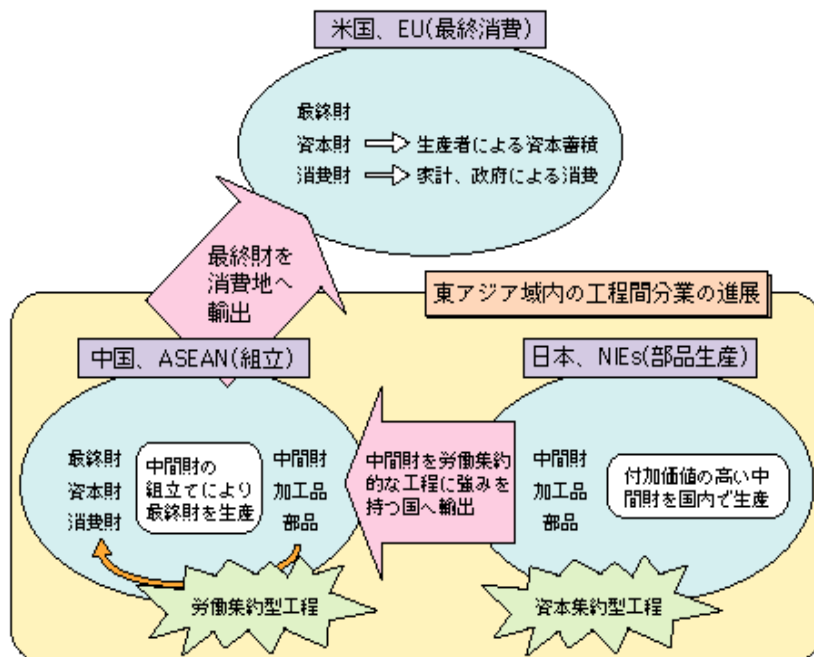 米国、EU(最終消費)
最終財
資本財 生産者による資本蓄積
消費財 家計、政府による消費
最終財を
消費地へ
輸出
東アジア域内の工程間分業の進展
中国、ASEAN(組立)
最終財
資本財
消費財
中間財の
組立てにより
最終財を生産
中間財
加工品
部品
労働集約型工程
中間財を労働集約
的な工程に強みを
持つ国へ輸出
日本、NIEs(部品生産)
中間財
加工品
部品
付加価値の高い中
間財を国内で生産
資本集約型工程